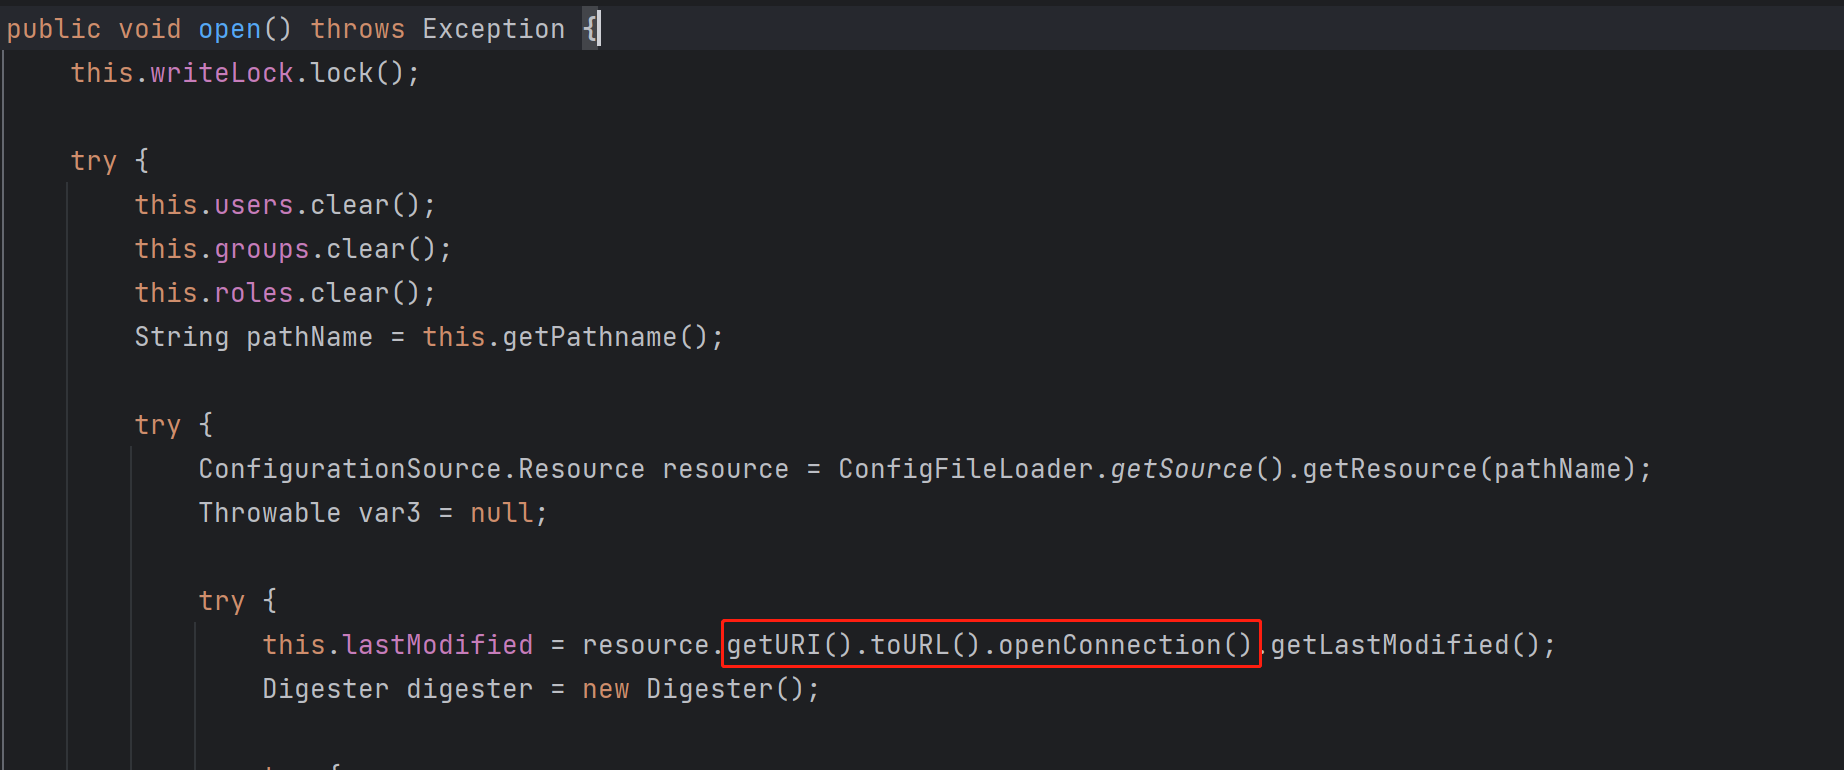 public void open() throws Exception {
    this.writeLock.lock();

    try {
        this.users.clear();
        this.groups.clear();
        this.roles.clear();
        String pathName = this.getPathname();

        try {
            ConfigurationSource.Resource resource = ConfigFileLoader.getSource().getResource(pathName);
            Throwable var3 = null;

            try {
                this.lastModified = resource.getURI().toURL().openConnection().getLastModified();
                Digester digester = new Digester();